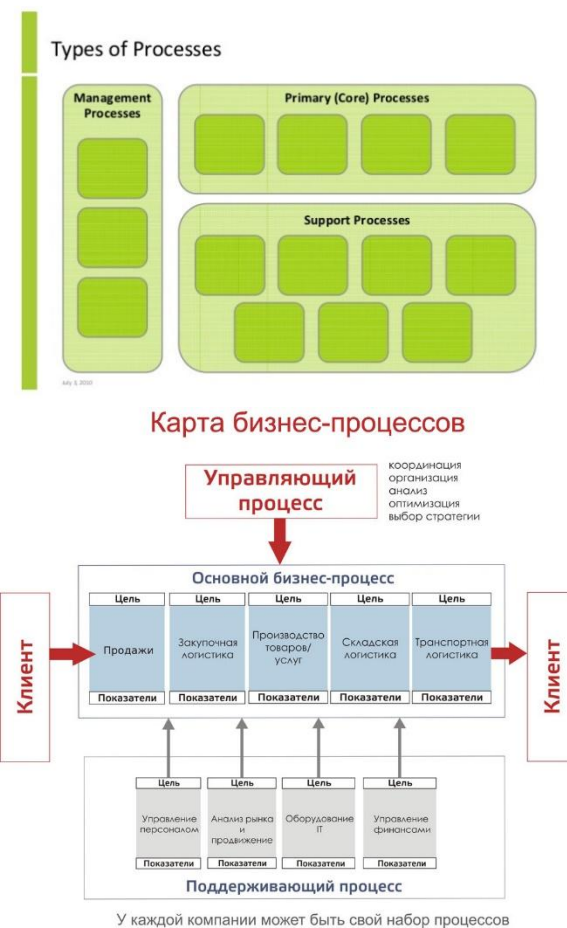 Types of Processes
Management
Processes
Primary (Core) Processes
Support Processes
July 3, 2010
Карта бизнес-процессов
Управляющий
процесс
координация
организация
анализ
оптимизация
выбор стратегии
Основной бизнес-процесс
Клиент
Цель
Цель
Цель
Цель
Цель
Продажи
Закупочная
логистика
Производство
товаров/
услуг
Складская
логистика
Транспортная
логистика
Показатели
Показатели
Показатели
Показатели
Показатели
Клиент
Цель
Цель
Цель
Цель
Управление
персоналом
Анализ рынка
и
продвижение
Оборудование
IT
Управление
финансами
Показатели
Показатели
Показатели
Показатели
Поддерживающий процесс
У каждой компании может быть свой набор процессов